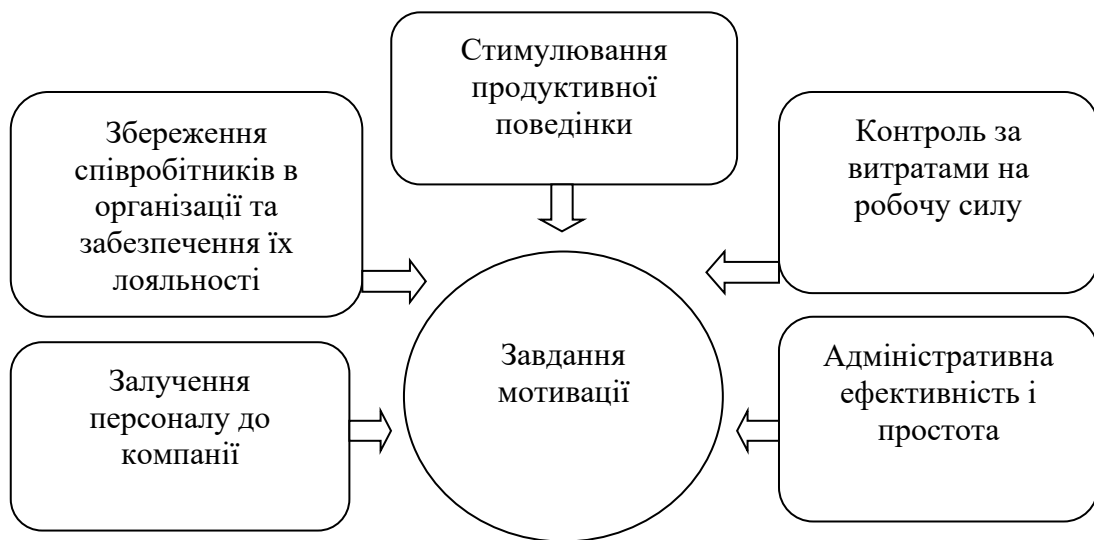 Стимулювання
продуктивної
поведінки
Збереження
співробітників в
організації та
забезпечення їх
лояльності
Контроль за
витратами на
робочу силу
Залучення
персоналу до
компанії
Завдання
мотивації
Адміністративна
ефективність і
простота